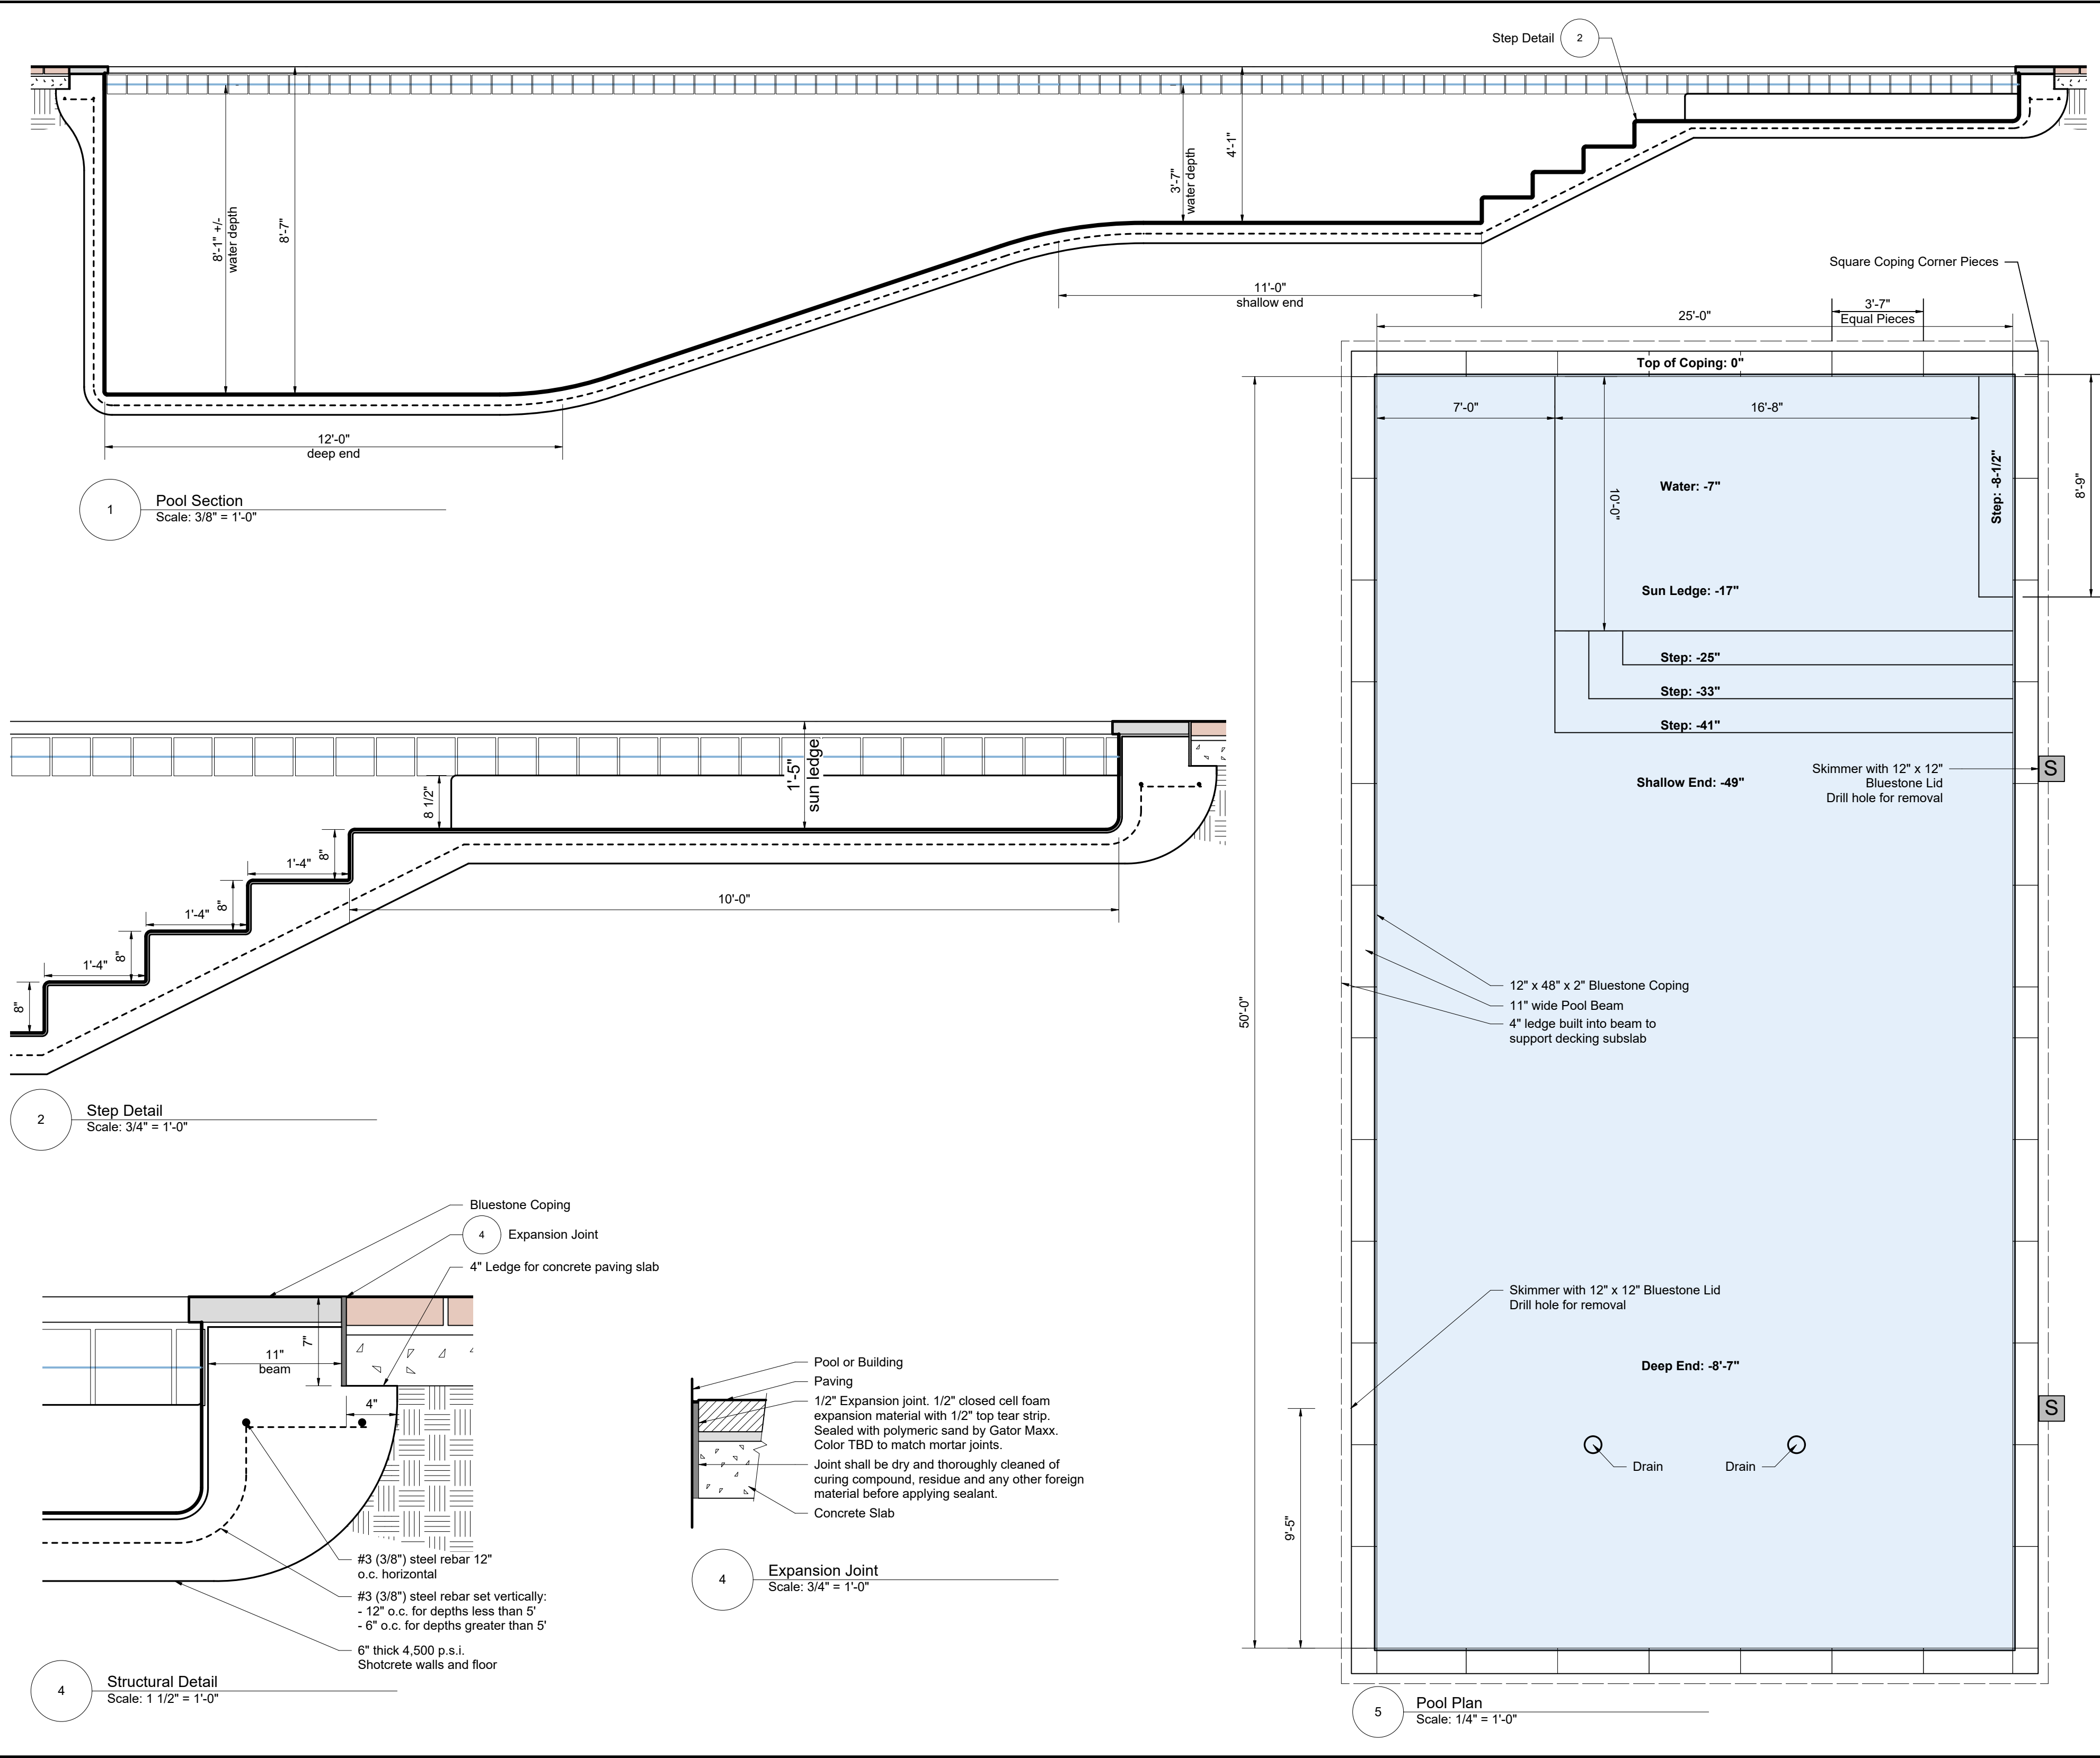 Step Detail 2
8'-1" +/-
water depth
8'-7"
3'-7"
water depth
4'-1"
11'-0"
shallow end
12'-0"
deep end
1
Pool Section
Scale: 3/8" = 1'-0"
Square Coping Corner Pieces
3'-7"
Equal Pieces
25'-0"
Top of Coping: 0"
7'-0"
16'-8"
10'-0"
Water: -7"
Step: -8-1/2"
8'-9"
Sun Ledge: -17"
Step: -25"
Step: -33"
Step: -41"
Shallow End: -49"
Skimmer with 12" x 12"
Bluestone Lid
Drill hole for removal
S
12" x 48" x 2" Bluestone Coping
11" wide Pool Beam
4" ledge built into beam to
support decking subslab
50'-0"
Skimmer with 12" x 12" Bluestone Lid
Drill hole for removal
Deep End: -8'-7"
S
Drain
Drain
9'-5"
5
Pool Plan
Scale: 1/4" = 1'-0"
1'-5"
sun ledge
8 1/2"
8"
1'-4"
8"
1'-4"
8"
1'-4"
8"
10'-0"
2
Step Detail
Scale: 3/4" = 1'-0"
Bluestone Coping
4 Expansion Joint
4" Ledge for concrete paving slab
7"
11"
beam
4"
#3 (3/8") steel rebar 12"
o.c. horizontal
#3 (3/8") steel rebar set vertically:
- 12" o.c. for depths less than 5'
- 6" o.c. for depths greater than 5'
6" thick 4,500 p.s.i.
Shotcrete walls and floor
4
Structural Detail
Scale: 1 1/2" = 1'-0"
Pool or Building
Paving
1/2" Expansion joint. 1/2" closed cell foam
expansion material with 1/2" top tear strip.
Sealed with polymeric sand by Gator Maxx.
Color TBD to match mortar joints.
Joint shall be dry and thoroughly cleaned of
curing compound, residue and any other foreign
material before applying sealant.
Concrete Slab
4
Expansion Joint
Scale: 3/4" = 1'-0"